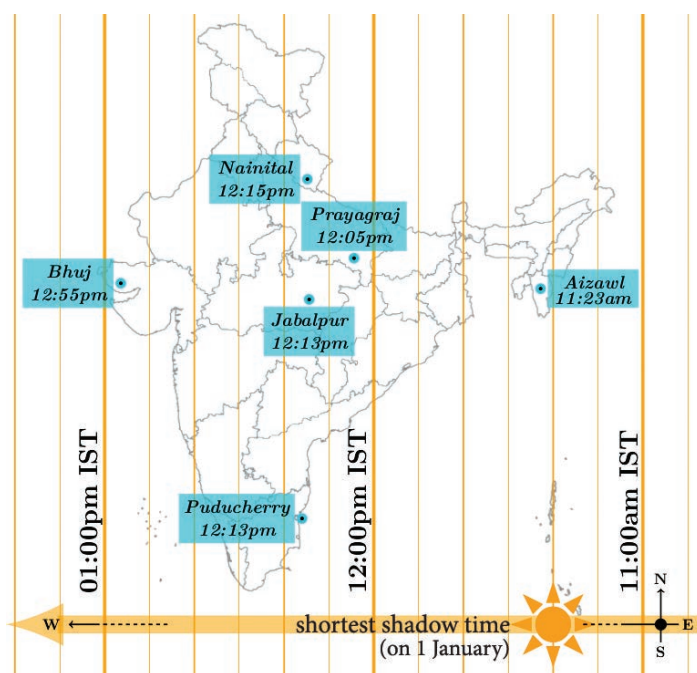 Nainital
12:15pm
Prayagraj
12:05pm
Bhuj
12:55pm
Aizawl
11:23am
Jabalpur
12:13pm
Puducherry
12:13pm
01:00pm IST
12:00pm IST
11:00am IST
N
W
shortest shadow time
E
(on 1 January)
S